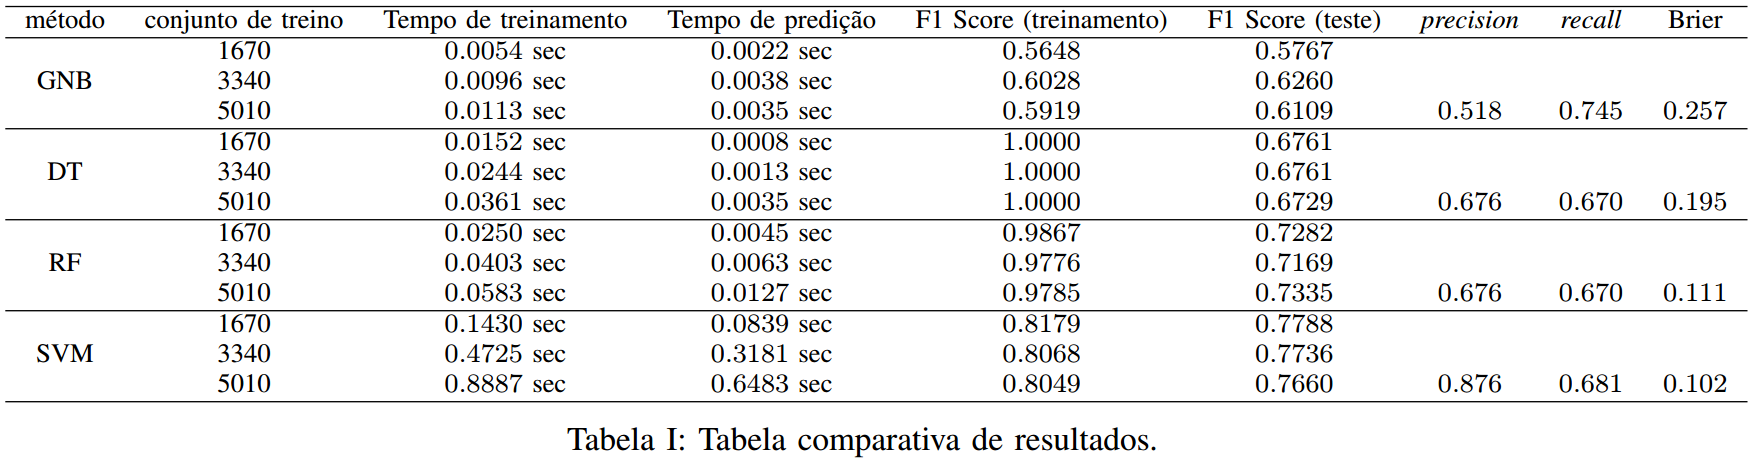 método conjunto de treino Tempo de treinamento Tempo de predição F1 Score (treinamento) F1 Score (teste) precision recall Brier
1670 0.0054 sec 0.0022 sec 0.5648 0.5767
GNB 3340 0.0096 sec 0.0038 sec 0.6028 0.6260
5010 0.0113 sec 0.0035 sec 0.5919 0.6109 0.518 0.745 0.257
1670 0.0152 sec 0.0008 sec 1.0000 0.6761
DT 3340 0.0244 sec 0.0013 sec 1.0000 0.6761
5010 0.0361 sec 0.0035 sec 1.0000 0.6729 0.676 0.670 0.195
1670 0.0250 sec 0.0045 sec 0.9867 0.7282
RF 3340 0.0403 sec 0.0063 sec 0.9776 0.7169
5010 0.0583 sec 0.0127 sec 0.9785 0.7335 0.676 0.670 0.111
1670 0.1430 sec 0.0839 sec 0.8179 0.7788
SVM 3340 0.4725 sec 0.3181 sec 0.8068 0.7736
5010 0.8887 sec 0.6483 sec 0.8049 0.7660 0.876 0.681 0.102
Tabela I: Tabela comparativa de resultados.